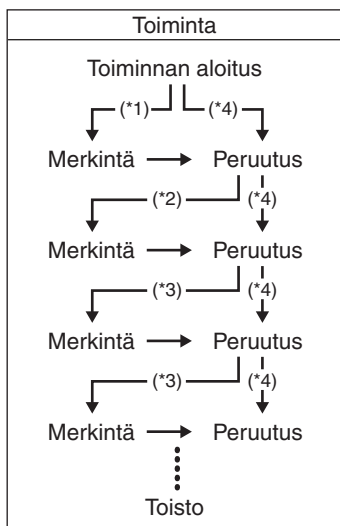 Toiminta
Toiminnan aloitus
(*1) (*4)
Merkintä Peruutus
(*2) (*4)
Merkintä Peruutus
(*3) (*4)
Merkintä Peruutus
(*3) (*4)
Merkintä Peruutus
Toisto